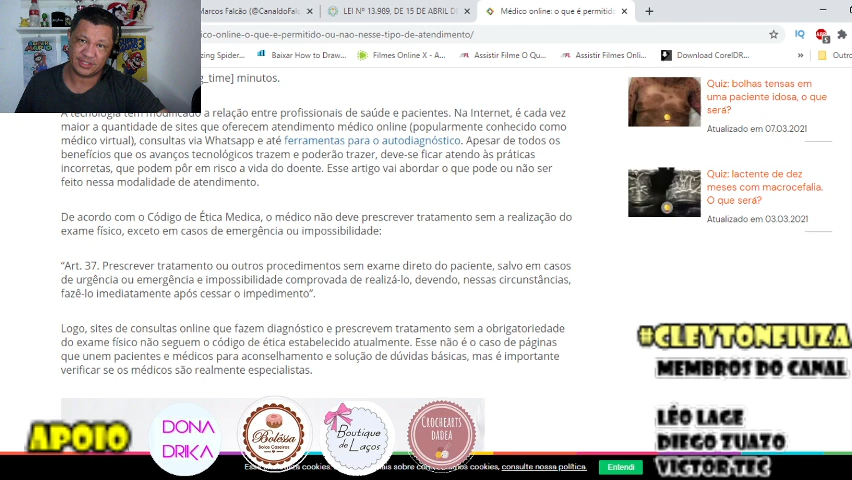 Marcos Falcão (@CanaldoFalc
LEI Nº 13.989, DE 15 DE ABRIL DE
Médico online: o que é permitido
co-online-o-que-e-permitido-ou-nao-nesse-tipo-de-atendimento/
IQ
ABP
zing Spider...
Baixar How to Draw...
Filmes Online X - A...
Assistir Filme O Qu...
Assistir Filmes Onli...
Download CorelDR...
g_time] minutos.
A tecnologia tem modificado a relação entre profissionais de saúde e pacientes. Na Internet, é cada vez
maior a quantidade de sites que oferecem atendimento médico online (popularmente conhecido como
médico virtual), consultas via Whatsapp e até ferramentas para o autodiagnóstico. Apesar de todos os
benefícios que os avanços tecnológicos trazem e poderão trazer, deve-se ficar atendo às práticas
incorretas, que podem pôr em risco a vida do doente. Esse artigo vai abordar o que pode ou não ser
feito nessa modalidade de atendimento.
De acordo com o Código de Ética Medica, o médico não deve prescrever tratamento sem a realização do
exame físico, exceto em casos de emergência ou impossibilidade:
“Art. 37. Prescrever tratamento ou outros procedimentos sem exame direto do paciente, salvo em casos
de urgência ou emergência e impossibilidade comprovada de realizá-lo, devendo, nessas circunstâncias,
fazê-lo imediatamente após cessar o impedimento”.
Logo, sites de consultas online que fazem diagnóstico e prescrevem tratamento sem a obrigatoriedade
do exame físico não seguem o código de ética estabelecido atualmente. Esse não é o caso de páginas
que unem pacientes e médicos para aconselhamento e solução de dúvidas básicas, mas é importante
verificar se os médicos são realmente especialistas.
Quiz: bolhas tensas em
uma paciente idosa, o que
será?
Atualizado em 07.03.2021
Quiz: lactente de dez
meses com macrocefalia.
O que será?
Atualizado em 03.03.2021
#CLEYTONFIUZA
MEMBROS DO CANAL
LÉO LAGE
DIEGO ZUAZO
VICTOR TEC
APOIO
DONA
DRIKA
Boléssa
Bolos Caseiros
Boutique
de Laços
CROCHEARTS
DADEA
cookies
consulte nossa política.
Entendi